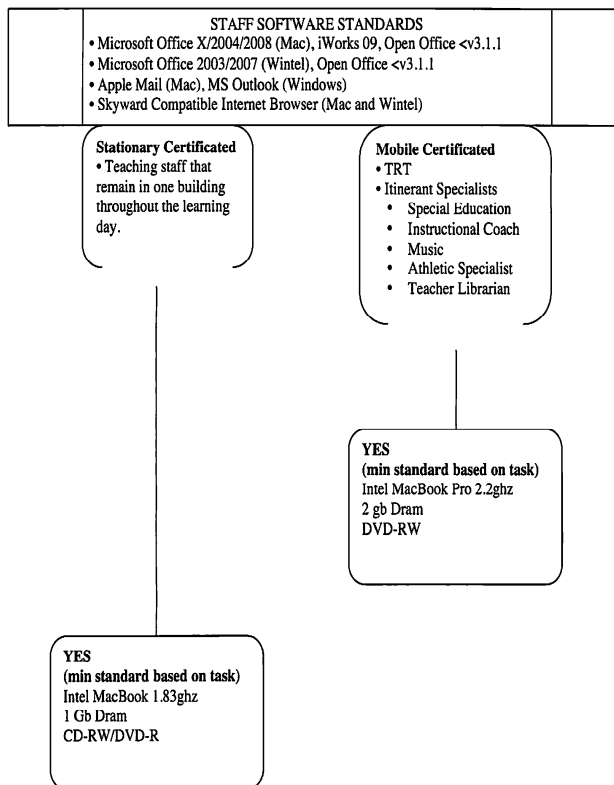 STAFF SOFTWARE STANDARDS
• Microsoft Office X/2004/2008 (Mac), iWorks 09, Open Office <v3.1.1
• Microsoft Office 2003/2007 (Wintel), Open Office <v3.1.1
• Apple Mail (Mac), MS Outlook (Windows)
• Skyward Compatible Internet Browser (Mac and Wintel)
Stationary Certificated
• Teaching staff that
remain in one building
throughout the learning
day.
Mobile Certificated
• TRT
• Itinerant Specialists
• Special Education
• Instructional Coach
• Music
• Athletic Specialist
• Teacher Librarian
YES
(min standard based on task)
Intel MacBook Pro 2.2ghz
2 gb Dram
DVD-RW
YES
(min standard based on task)
Intel MacBook 1.83ghz
1 Gb Dram
CD-RW/DVD-R